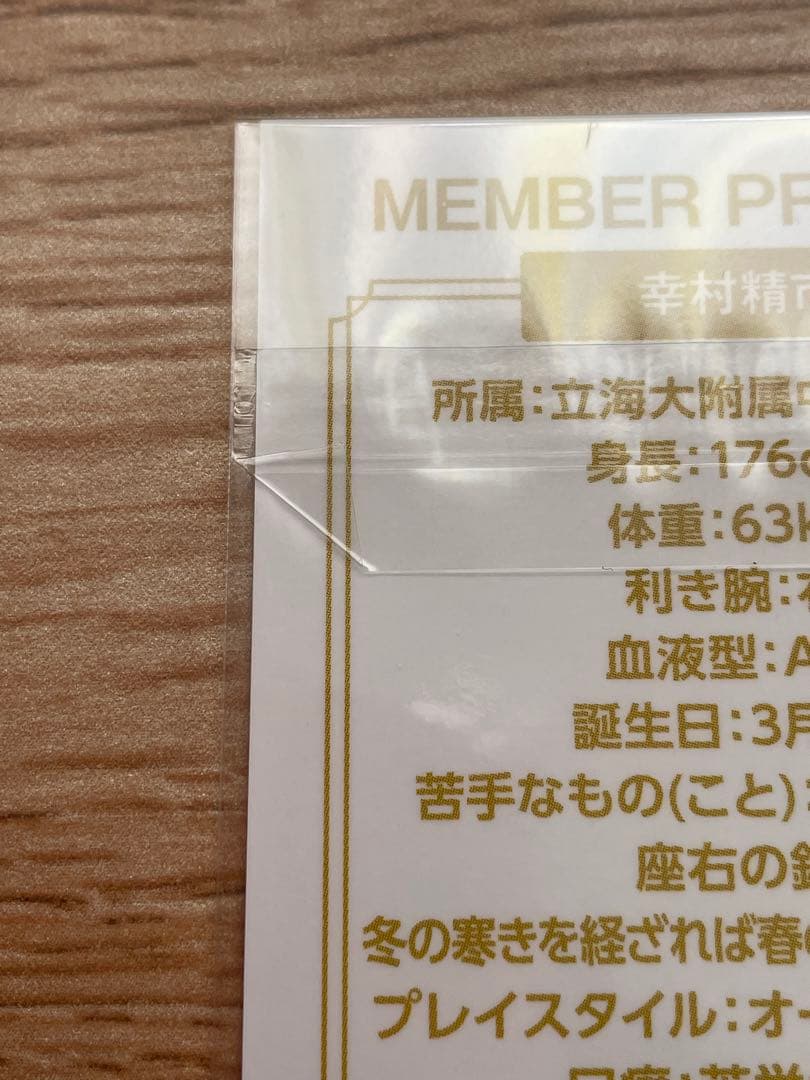 MEMBER PR
幸村精市
所属：立海大附属中
身長：176c
体重：63k
利き腕：
血液型：A
誕生日：3月
苦手なもの(こと)：
座右の銘
冬の寒きを経ざれば春の
プレイスタイル：オー